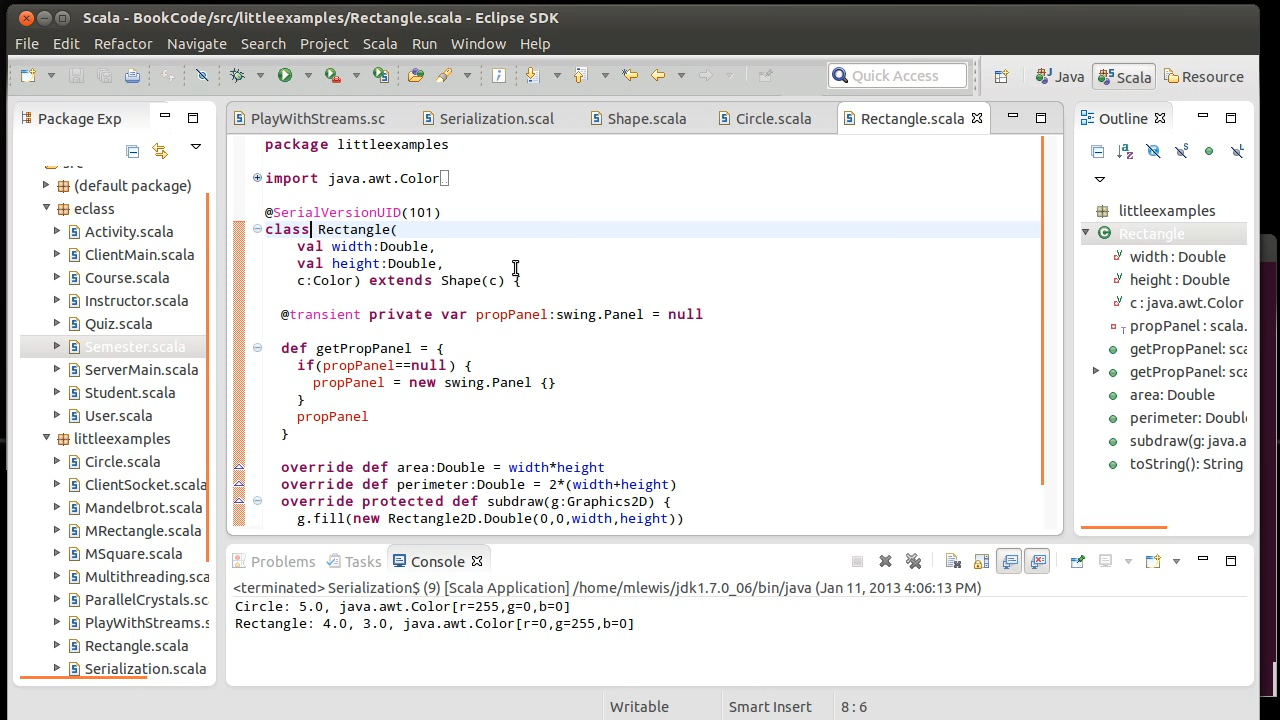 Scala - BookCode/src/littleexamples/Rectangle.scala - Eclipse SDK
File Edit Refactor Navigate Search Project Scala Run Window Help
Quick Access
Java
Scala
Resource
Package Exp
(default package)
eclass
Activity.scala
ClientMain.scala
Course.scala
Instructor.scala
Quiz.scala
Semester.scala
ServerMain.scala
Student.scala
User.scala
littleexamples
Circle.scala
ClientSocket.scala
Mandelbrot.scala
MRectangle.scala
MSquare.scala
Multithreading.sca
ParallelCrystals.sc
PlayWithStreams.s
Rectangle.scala
Serialization.scala
PlayWithStreams.sc Serialization.scal Shape.scala Circle.scala Rectangle.scala
package littleexamples
import java.awt.Color
@SerialVersionUID(101)
class Rectangle(
val width:Double,
val height:Double,
c:Color) extends Shape(c) {
@transient private var propPanel:swing.Panel = null
def getPropPanel = {
if(propPanel==null) {
propPanel = new swing.Panel {}
}
propPanel
}
override def area:Double = width*height
override def perimeter:Double = 2*(width+height)
override protected def subdraw(g:Graphics2D) {
g.fill(new Rectangle2D.Double(0,0,width,height))
Outline
littleexamples
Rectangle
width : Double
height : Double
c : java.awt.Color
propPanel : scala.
getPropPanel: sca
getPropPanel: sca
area: Double
perimeter: Doubl
subdraw(g: java.a
toString(): String
Problems Tasks Console
<terminated> Serialization$ (9) [Scala Application] /home/mlewis/jdk1.7.0_06/bin/java (Jan 11, 2013 4:06:13 PM)
Circle: 5.0, java.awt.Color[r=255,g=0,b=0]
Rectangle: 4.0, 3.0, java.awt.Color[r=0,g=255,b=0]
Writable Smart Insert 8 : 6